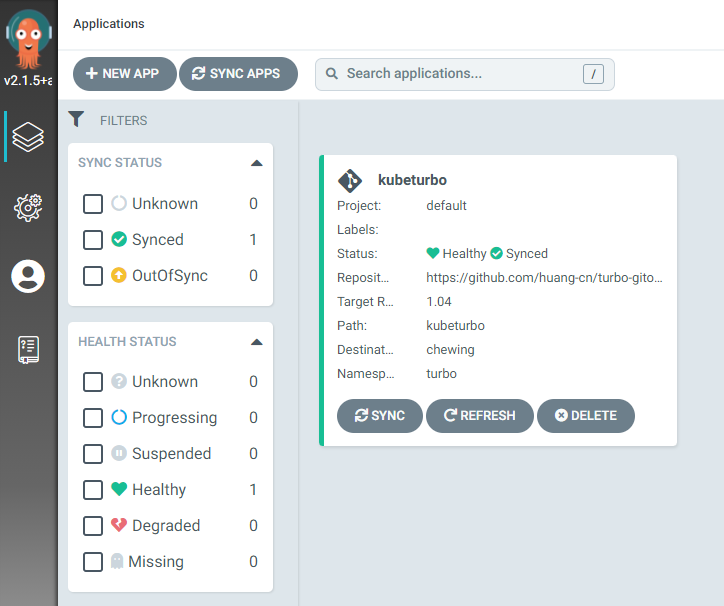 Applications
v2.1.5+a
NEW APP
SYNC APPS
Search applications...
/
FILTERS
SYNC STATUS
Unknown 0
Synced 1
OutOfSync 0
HEALTH STATUS
Unknown 0
Progressing 0
Suspended 0
Healthy 1
Degraded 0
Missing 0
kubeturbo
Project: default
Labels:
Status: Healthy Synced
Reposit... https://github.com/huang-cn/turbo-gito...
Target R... 1.04
Path: kubeturbo
Destinat... chewing
Namesp... turbo
SYNC
REFRESH
DELETE